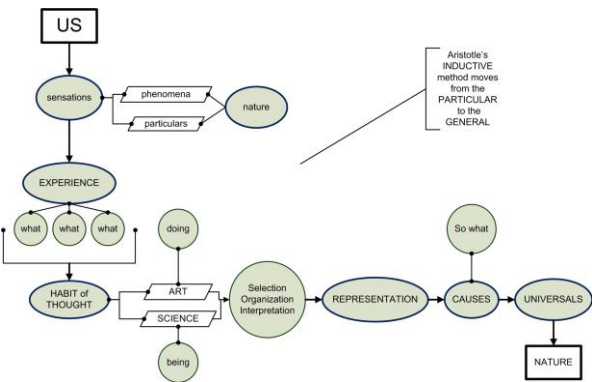 US
Aristotle's
INDUCTIVE
method moves
from the
PARTICULAR
to the
GENERAL
sensations
phenomena
particulars
nature
EXPERIENCE
what
what
what
doing
So what
HABIT of
THOUGHT
ART
SCIENCE
Selection
Organization
Interpretation
REPRESENTATION
CAUSES
UNIVERSALS
being
NATURE